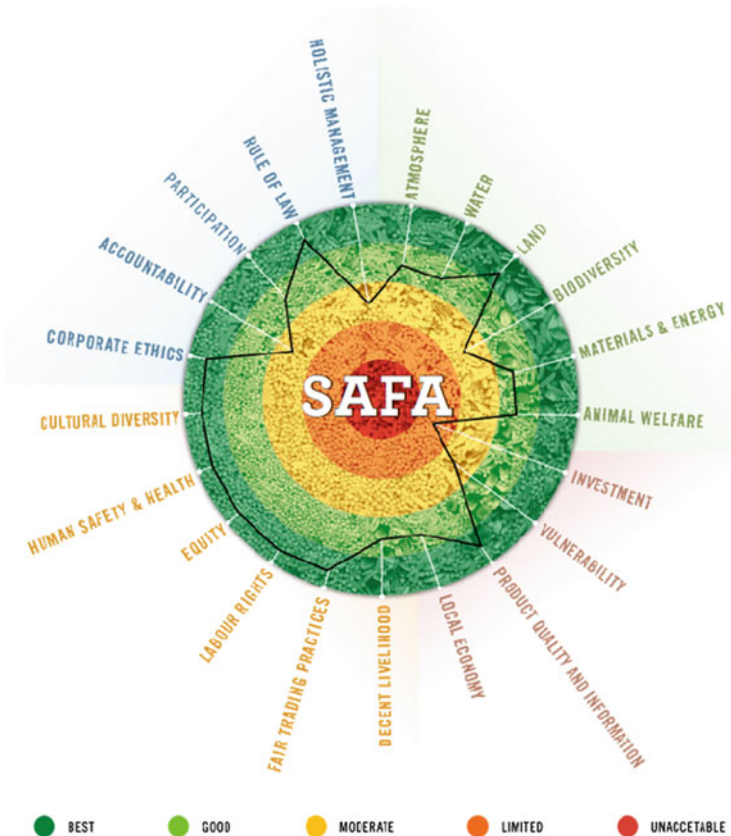 HOLISTIC MANAGEMENT
ATMOSPHERE
WATER
LAND
BIODIVERSITY
MATERIALS & ENERGY
ANIMAL WELFARE
INVESTMENT
VULNERABILITY
PRODUCT QUALITY AND INFORMATION
LOCAL ECONOMY
DECENT LIVELIHOOD
FAIR TRADING PRACTICES
LABOUR RIGHTS
EQUITY
HUMAN SAFETY & HEALTH
CULTURAL DIVERSITY
CORPORATE ETHICS
ACCOUNTABILITY
PARTICIPATION
RULE OF LAW
SAFA
BEST
GOOD
MODERATE
LIMITED
UNACCETABLE